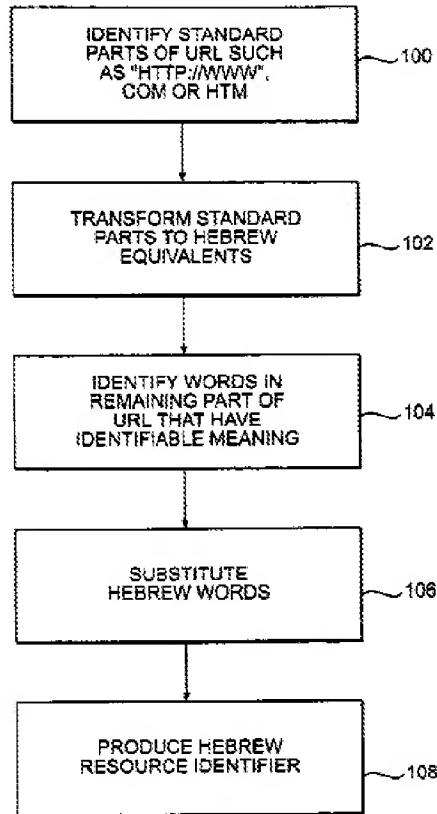 IDENTIFY STANDARD
PARTS OF URL SUCH
AS "HTTP://WWW",
COM OR HTM
100
TRANSFORM STANDARD
PARTS TO HEBREW
EQUIVALENTS
102
IDENTIFY WORDS IN
REMAINING PART OF
URL THAT HAVE
IDENTIFIABLE MEANING
104
SUBSTITUTE
HEBREW WORDS
106
PRODUCE HEBREW
RESOURCE IDENTIFIER
108